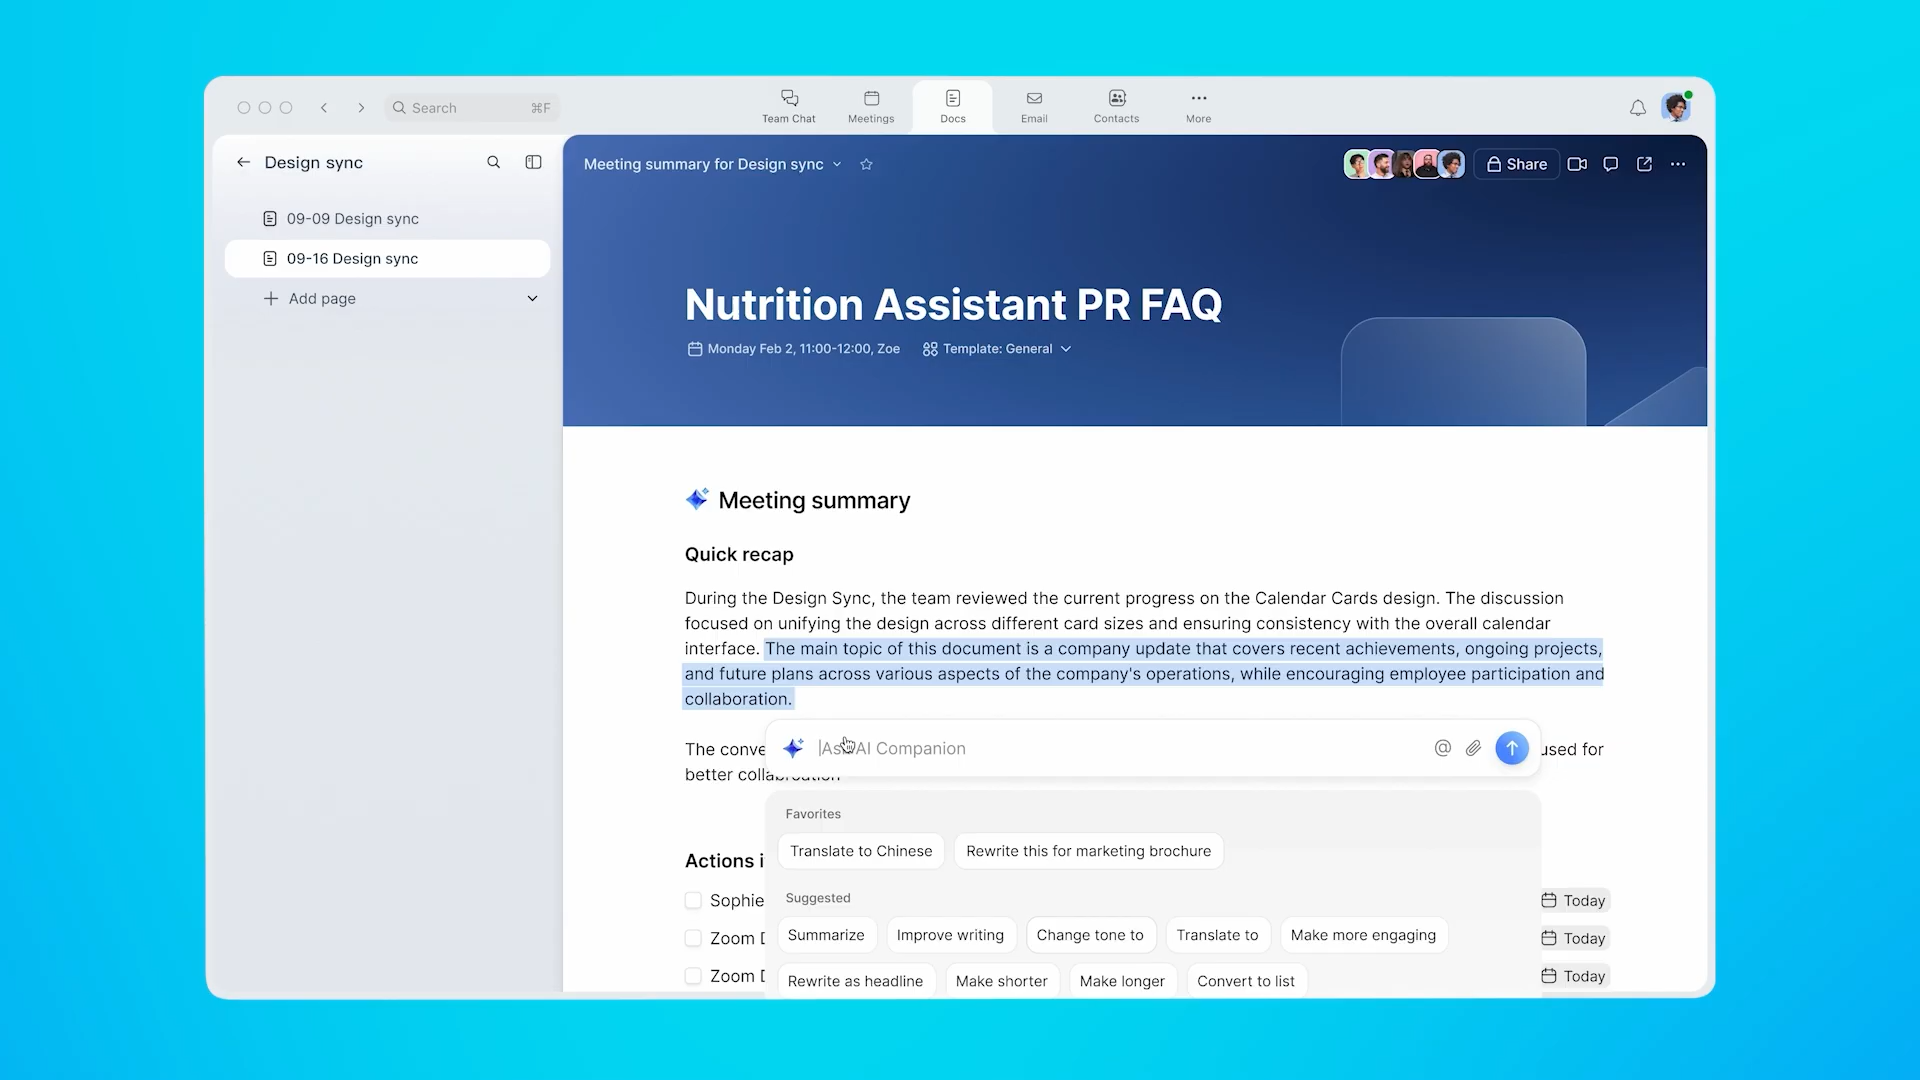 Search ⌘F
Team Chat
Meetings
Docs
Email
Contacts
More
Design sync
09-09 Design sync
09-16 Design sync
Add page
Meeting summary for Design sync
Share
Nutrition Assistant PR FAQ
Monday Feb 2, 11:00-12:00, Zoe
Template: General
Meeting summary
Quick recap
During the Design Sync, the team reviewed the current progress on the Calendar Cards design. The discussion
focused on unifying the design across different card sizes and ensuring consistency with the overall calendar
interface. The main topic of this document is a company update that covers recent achievements, ongoing projects,
and future plans across various aspects of the company's operations, while encouraging employee participation and
collaboration.
The used for
better
Ask AI Companion
@
Favorites
Translate to Chinese
Rewrite this for marketing brochure
Suggested
Summarize
Improve writing
Change tone to
Translate to
Make more engaging
Rewrite as headline
Make shorter
Make longer
Convert to list
Actions
Sophie
Today
Zoom
Today
Zoom
Today